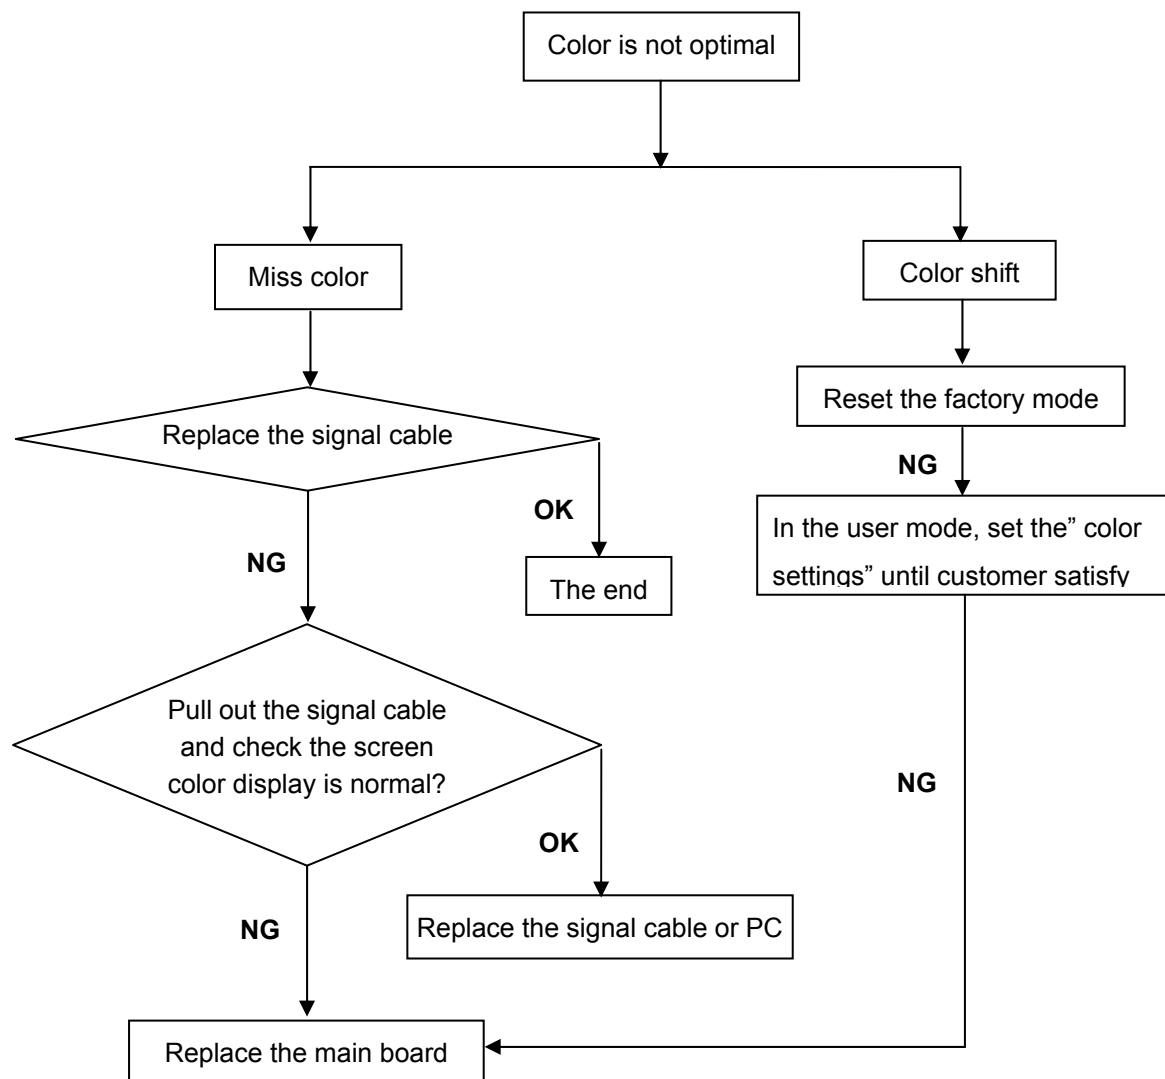 Color is not optimal
Miss color
Color shift
Replace the signal cable
Reset the factory mode
NG
OK
NG
In the user mode, set the” color
settings” until customer satisfy
The end
Pull out the signal cable
and check the screen
color display is normal?
NG
OK
NG
Replace the signal cable or PC
Replace the main board